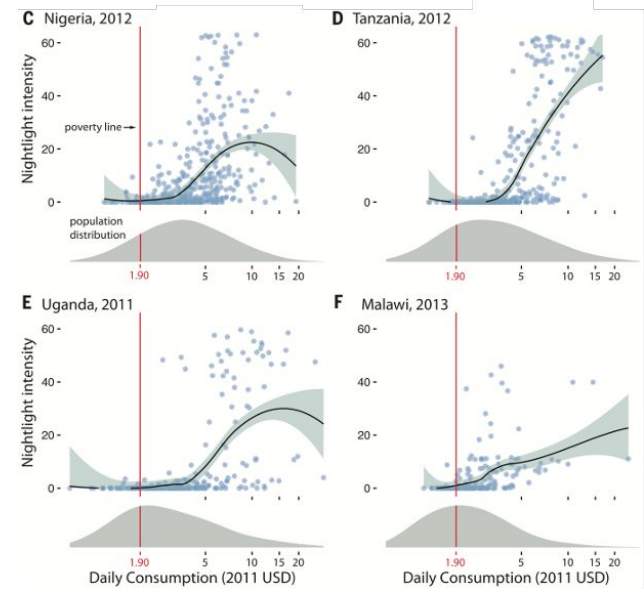 C Nigeria, 2012
60
40
20
0
Nightlight intensity
poverty line
population
distribution
1.90 5 10 15 20
D Tanzania, 2012
60
40
20
0
1.90 5 10 15 20
E Uganda, 2011
60
40
20
0
Nightlight intensity
1.90 5 10 15 20
Daily Consumption (2011 USD)
F Malawi, 2013
60
40
20
0
1.90 5 10 15 20
Daily Consumption (2011 USD)